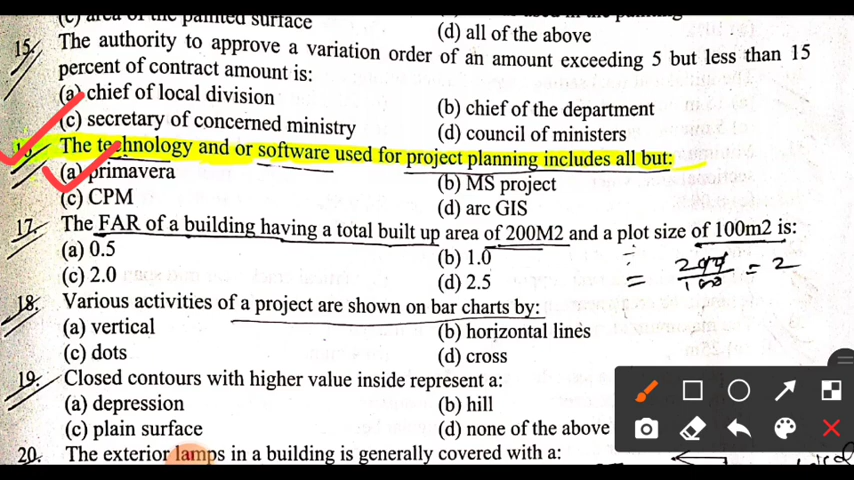 (c) area of the painted surface
(d) all of the above
15. The authority to approve a variation order of an amount exceeding 5 but less than 15
percent of contract amount is:
(a) chief of local division
(b) chief of the department
(c) secretary of concerned ministry
(d) council of ministers
The technology and or software used for project planning includes all but:
(a) primavera
(b) MS project
(c) CPM
(d) arc GIS
17. The FAR of a building having a total built up area of 200M2 and a plot size of 100m2 is:
(a) 0.5
(b) 1.0
(c) 2.0
(d) 2.5
= 200/100 = 2
18. Various activities of a project are shown on bar charts by:
(a) vertical
(b) horizontal lines
(c) dots
(d) cross
19. Closed contours with higher value inside represent a:
(a) depression
(b) hill
(c) plain surface
(d) none of the above
20. The exterior lamps in a building is generally covered with a: